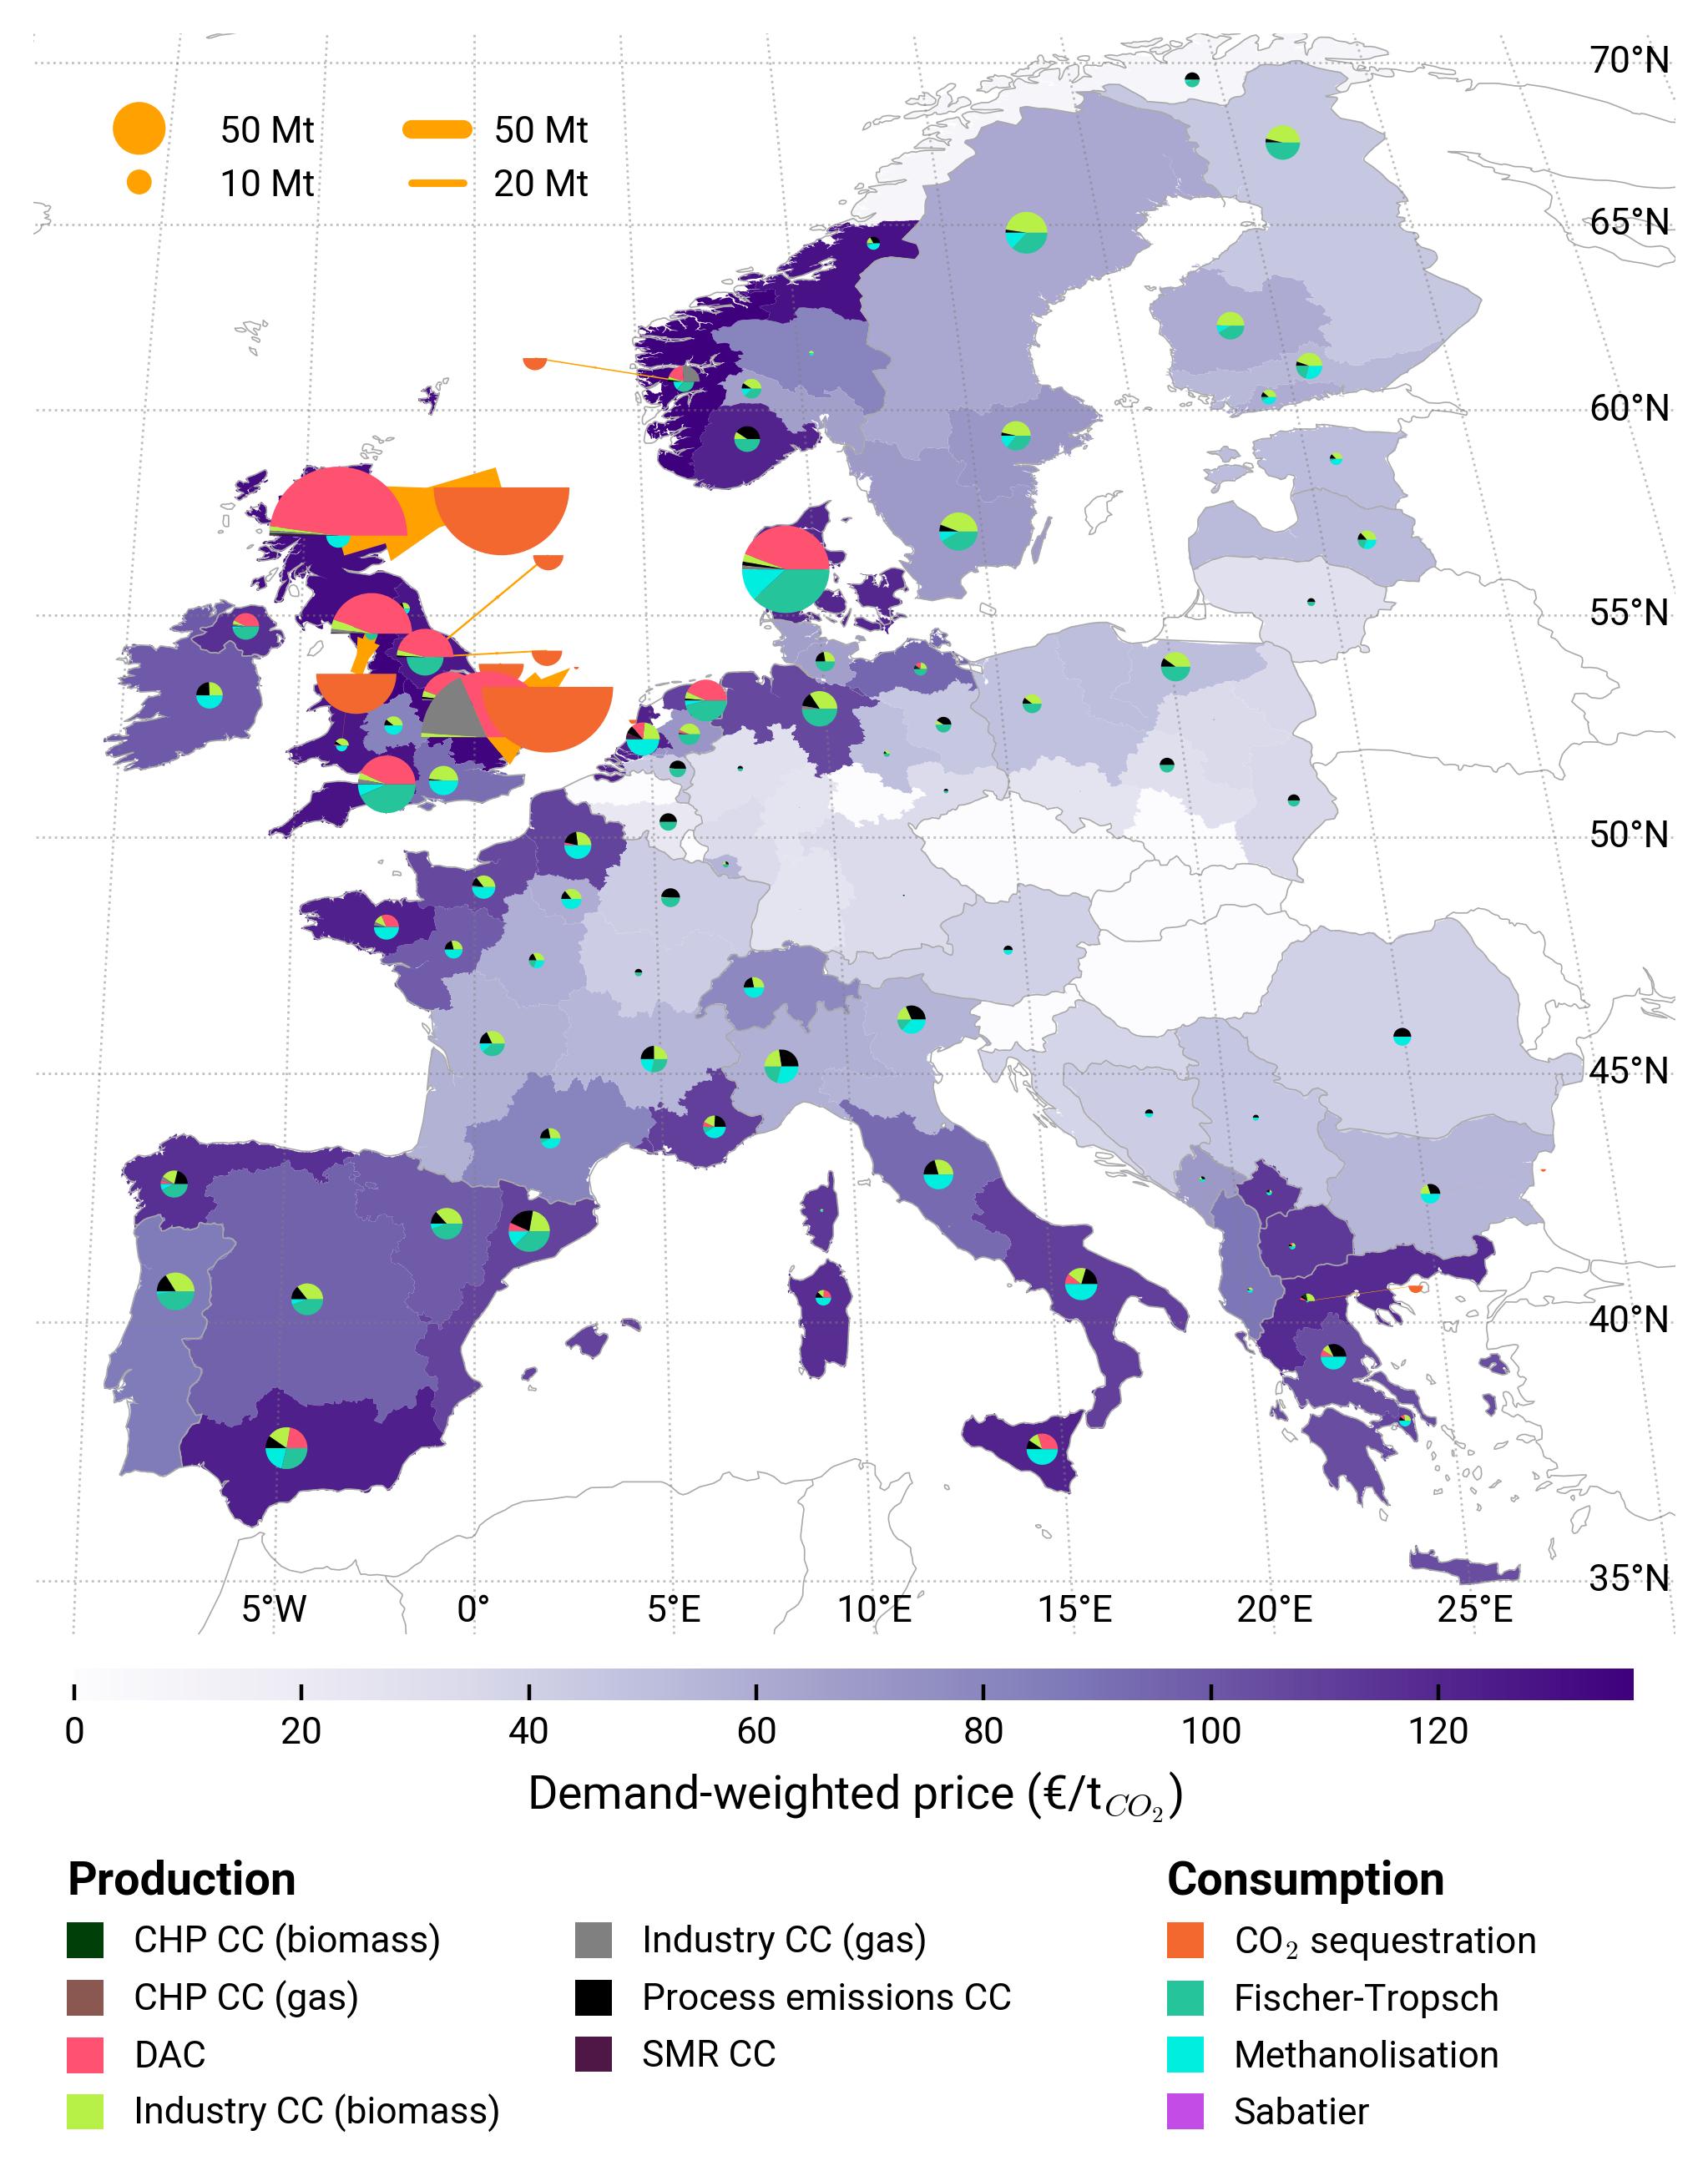 70°N
50 Mt 50 Mt
10 Mt 20 Mt
65°N
60°N
55°N
50°N
45°N
40°N
35°N
5°W 0° 5°E 10°E 15°E 20°E 25°E
0 20 40 60 80 100 120
Demand-weighted price (€/t_{CO_2})
Production
CHP CC (biomass)
CHP CC (gas)
DAC
Industry CC (biomass)
Industry CC (gas)
Process emissions CC
SMR CC
Consumption
CO₂ sequestration
Fischer-Tropsch
Methanolisation
Sabatier